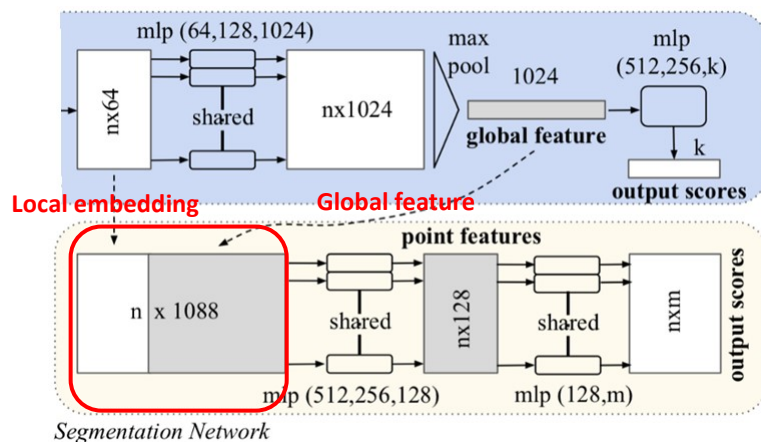 mlp (64,128,1024)
max
pool
mlp
(512,256,k)
1024
nx64
shared
nx1024
global feature
k
output scores
Local embedding
Global feature
point features
n x 1088
shared
nx128
shared
nxm
output scores
mlp (512,256,128)
mlp (128,m)
Segmentation Network